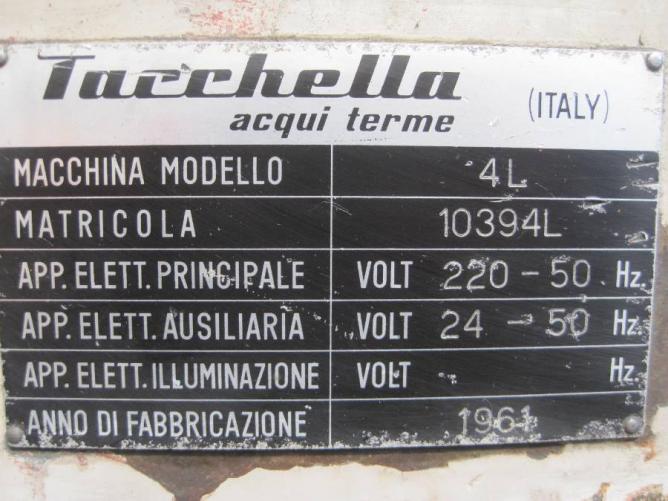 Tacchella
acqui terme
(ITALY)
MACCHINA MODELLO 4L
MATRICOLA 10394L
APP. ELETT. PRINCIPALE VOLT 220 - 50 Hz.
APP. ELETT. AUSILIARIA VOLT 24 - 50 Hz.
APP. ELETT. ILLUMINAZIONE VOLT Hz.
ANNO DI FABBRICAZIONE 1961